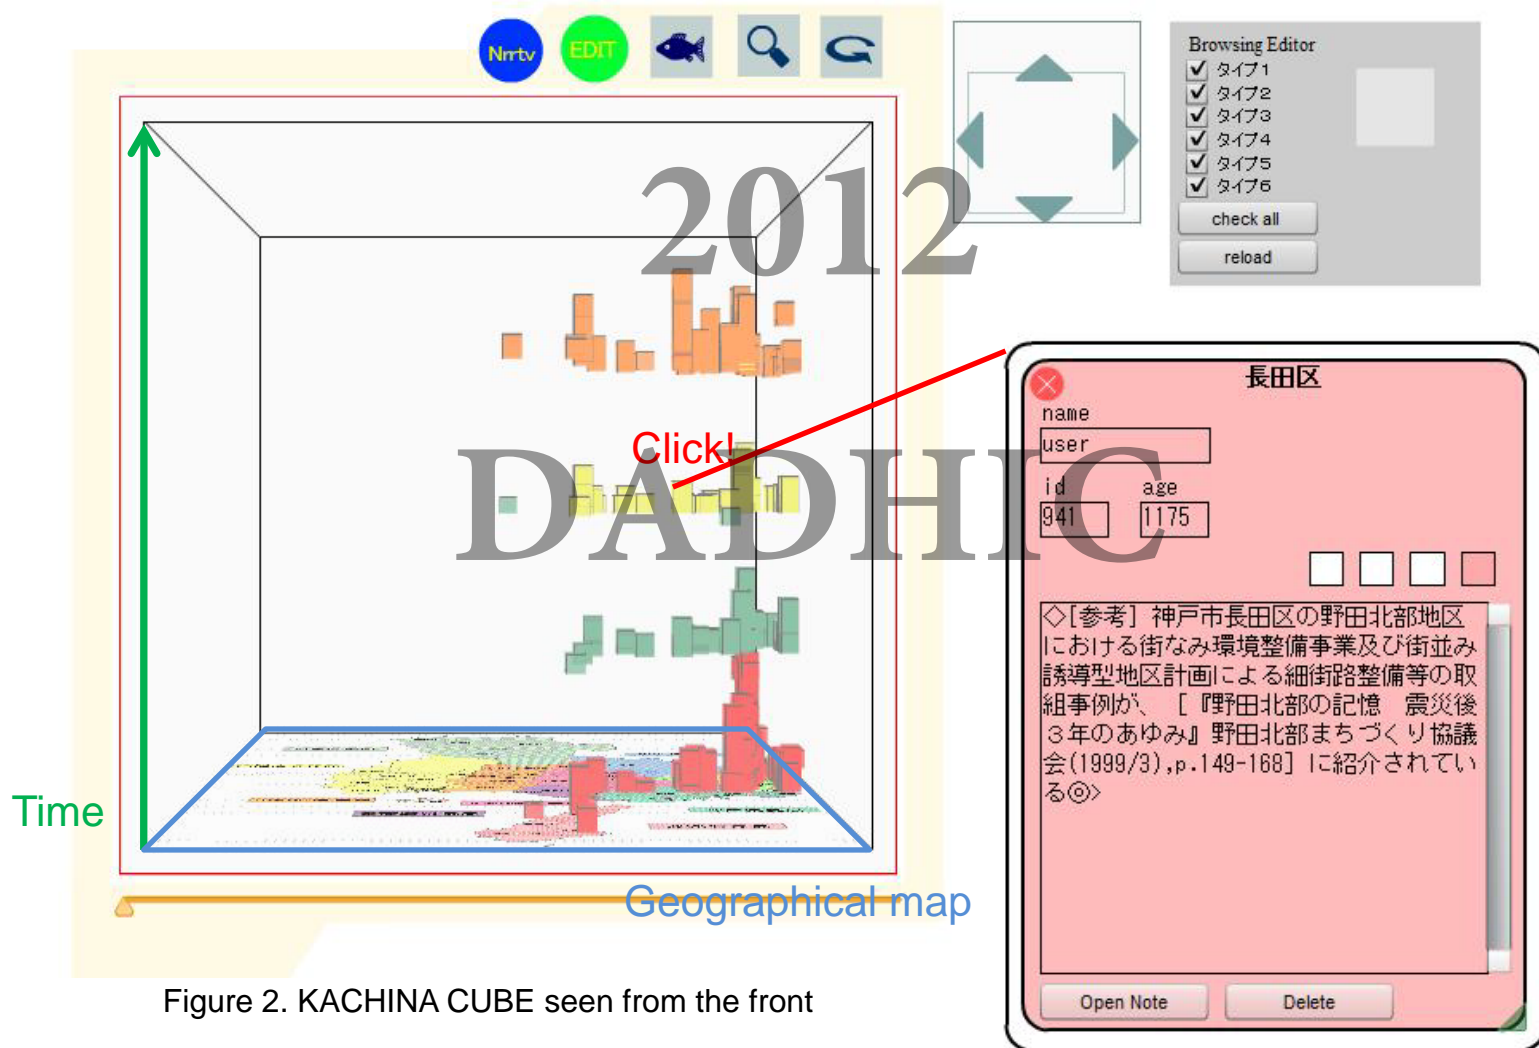 Nrrtv
EDIT
Browsing Editor
タイプ1
タイプ2
タイプ3
タイプ4
タイプ5
タイプ6
check all
reload
2012
DADHIC
Click!
長田区
name
user
id age
941 1175
◇[参考] 神戸市長田区の野田北部地区
における街なみ環境整備事業及び街並み
誘導型地区計画による細街路整備等の取
組事例が、 [『野田北部の記憶 震災後
３年のあゆみ』野田北部まちづくり協議
会(1999/3),p.149-168] に紹介されてい
る◎>
Open Note
Delete
Time
Geographical map
Figure 2. KACHINA CUBE seen from the front